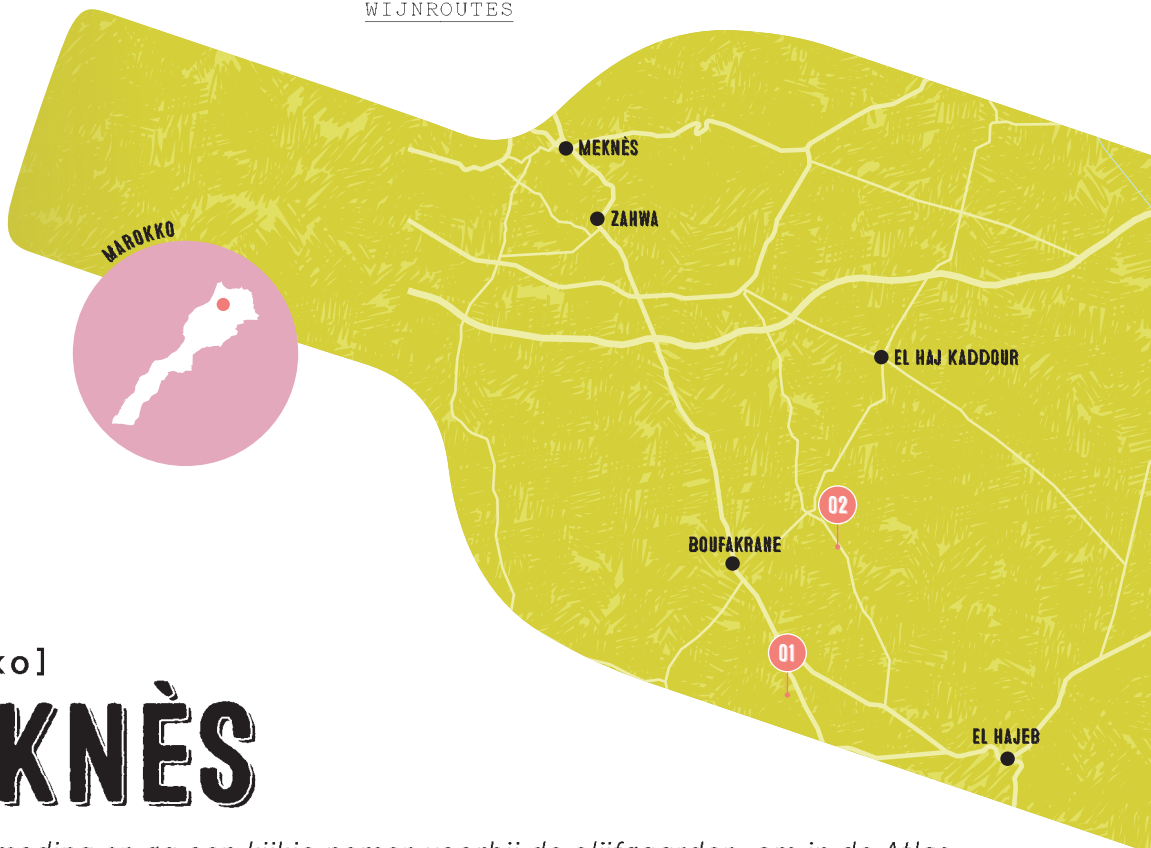 WIJNROUTES
MEKNÈS
ZAHWA
MAROKKO
EL HAJ KADDOUR
02
BOUFAKRANE
01
KO]
KNÈS
EL HAJEB